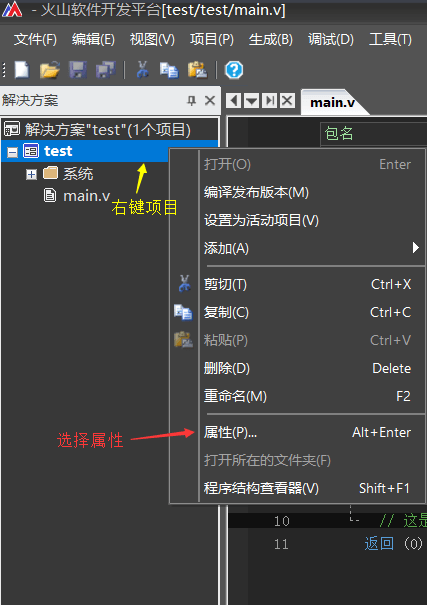 - 火山软件开发平台[test/test/main.v]
文件(F) 编辑(E) 视图(V) 项目(P) 生成(B) 调试(D) 工具(T)
解决方案
main.v
解决方案"test"(1个项目)
包名
test
系统
main.v
右键项目
打开(O) Enter
编译发布版本(M)
设置为活动项目(V)
添加(A)
剪切(T) Ctrl+X
复制(C) Ctrl+C
粘贴(P) Ctrl+V
删除(D) Delete
重命名(M) F2
选择属性
属性(P)... Alt+Enter
打开所在的文件夹(F)
程序结构查看器(V) Shift+F1
10 // 这是
11 返回 (0)